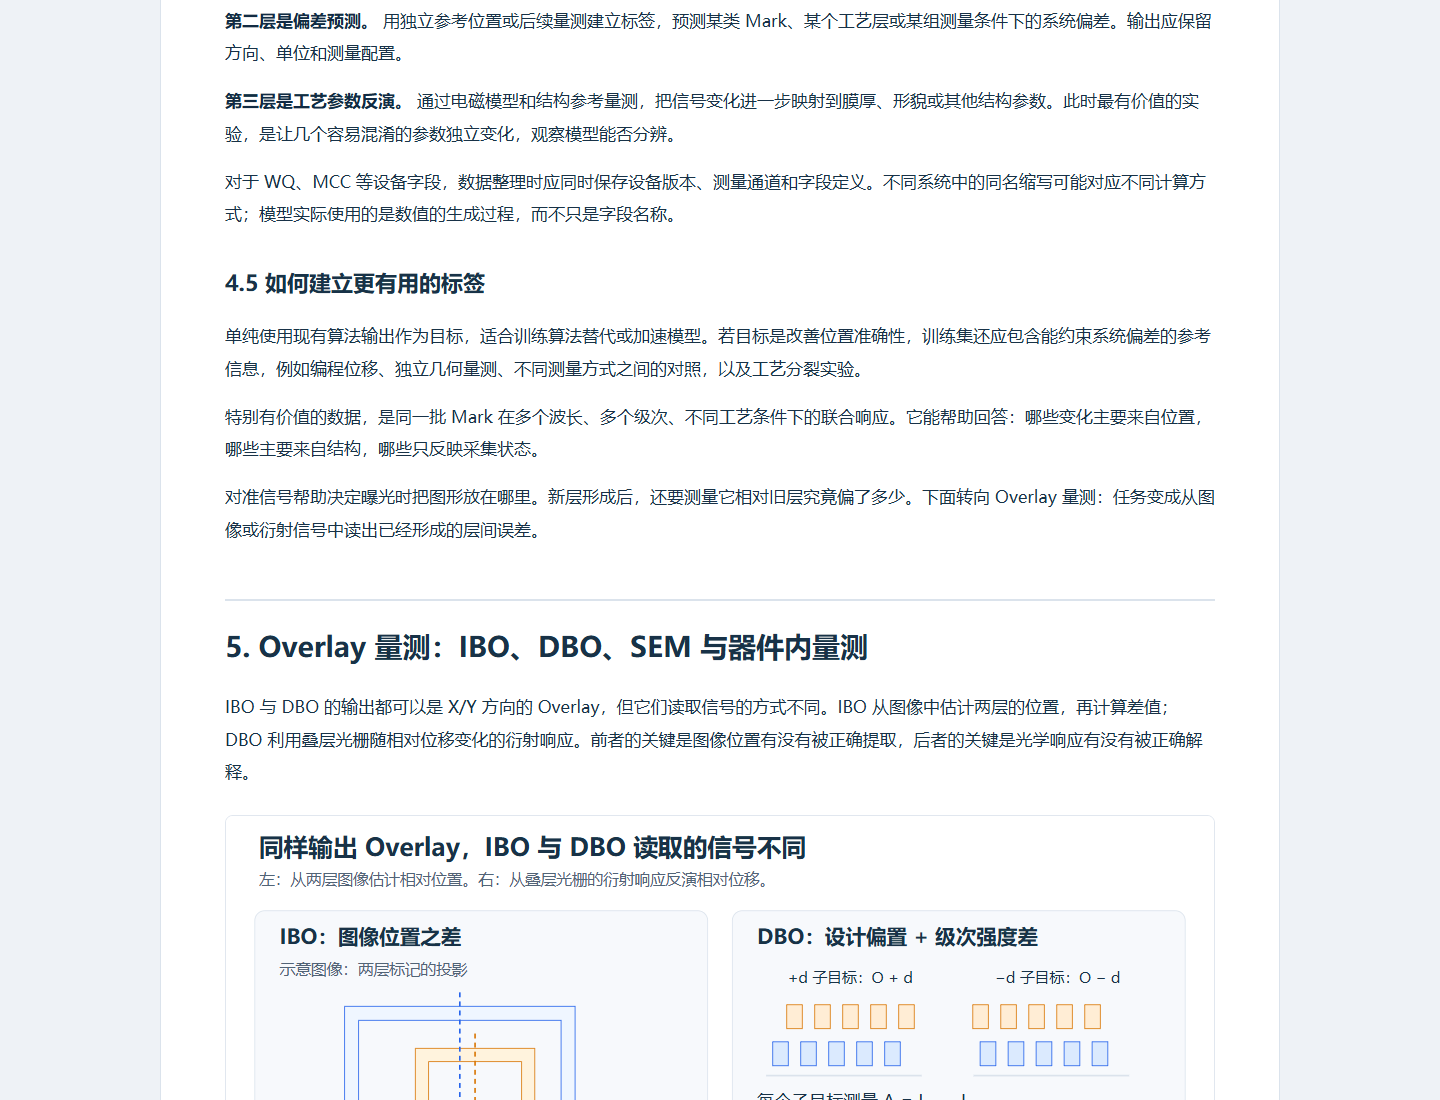 第二层是偏差预测。 用独立参考位置或后续量测建立标签，预测某类 Mark、某个工艺层或某组测量条件下的系统偏差。输出应保留
方向、单位和测量配置。
第三层是工艺参数反演。 通过电磁模型和结构参考量测，把信号变化进一步映射到膜厚、形貌或其他结构参数。此时最有价值的实
验，是让几个容易混淆的参数独立变化，观察模型能否分辨。
对于 WQ、MCC 等设备字段，数据整理时应同时保存设备版本、测量通道和字段定义。不同系统中的同名缩写可能对应不同计算方
式；模型实际使用的是数值的生成过程，而不只是字段名称。
4.5 如何建立更有用的标签
单纯使用现有算法输出作为目标，适合训练算法替代或加速模型。若目标是改善位置准确性，训练集还应包含能约束系统偏差的参考
信息，例如编程位移、独立几何量测、不同测量方式之间的对照，以及工艺分裂实验。
特别有价值的数据，是同一批 Mark 在多个波长、多个级次、不同工艺条件下的联合响应。它能帮助回答：哪些变化主要来自位置，
哪些主要来自结构，哪些只反映采集状态。
对准信号帮助决定曝光时把图形放在哪里。新层形成后，还要测量它相对旧层究竟偏了多少。下面转向 Overlay 量测：任务变成从图
像或衍射信号中读出已经形成的层间误差。
5. Overlay 量测：IBO、DBO、SEM 与器件内量测
IBO 与 DBO 的输出都可以是 X/Y 方向的 Overlay，但它们读取信号的方式不同。IBO 从图像中估计两层的位置，再计算差值；
DBO 利用叠层光栅随相对位移变化的衍射响应。前者的关键是图像位置有没有被正确提取，后者的关键是光学响应有没有被正确解
释。
同样输出 Overlay，IBO 与 DBO 读取的信号不同
左：从两层图像估计相对位置。右：从叠层光栅的衍射响应反演相对位移。
IBO：图像位置之差
示意图像：两层标记的投影
DBO：设计偏置 + 级次强度差
+d 子目标：O + d
−d 子目标：O − d